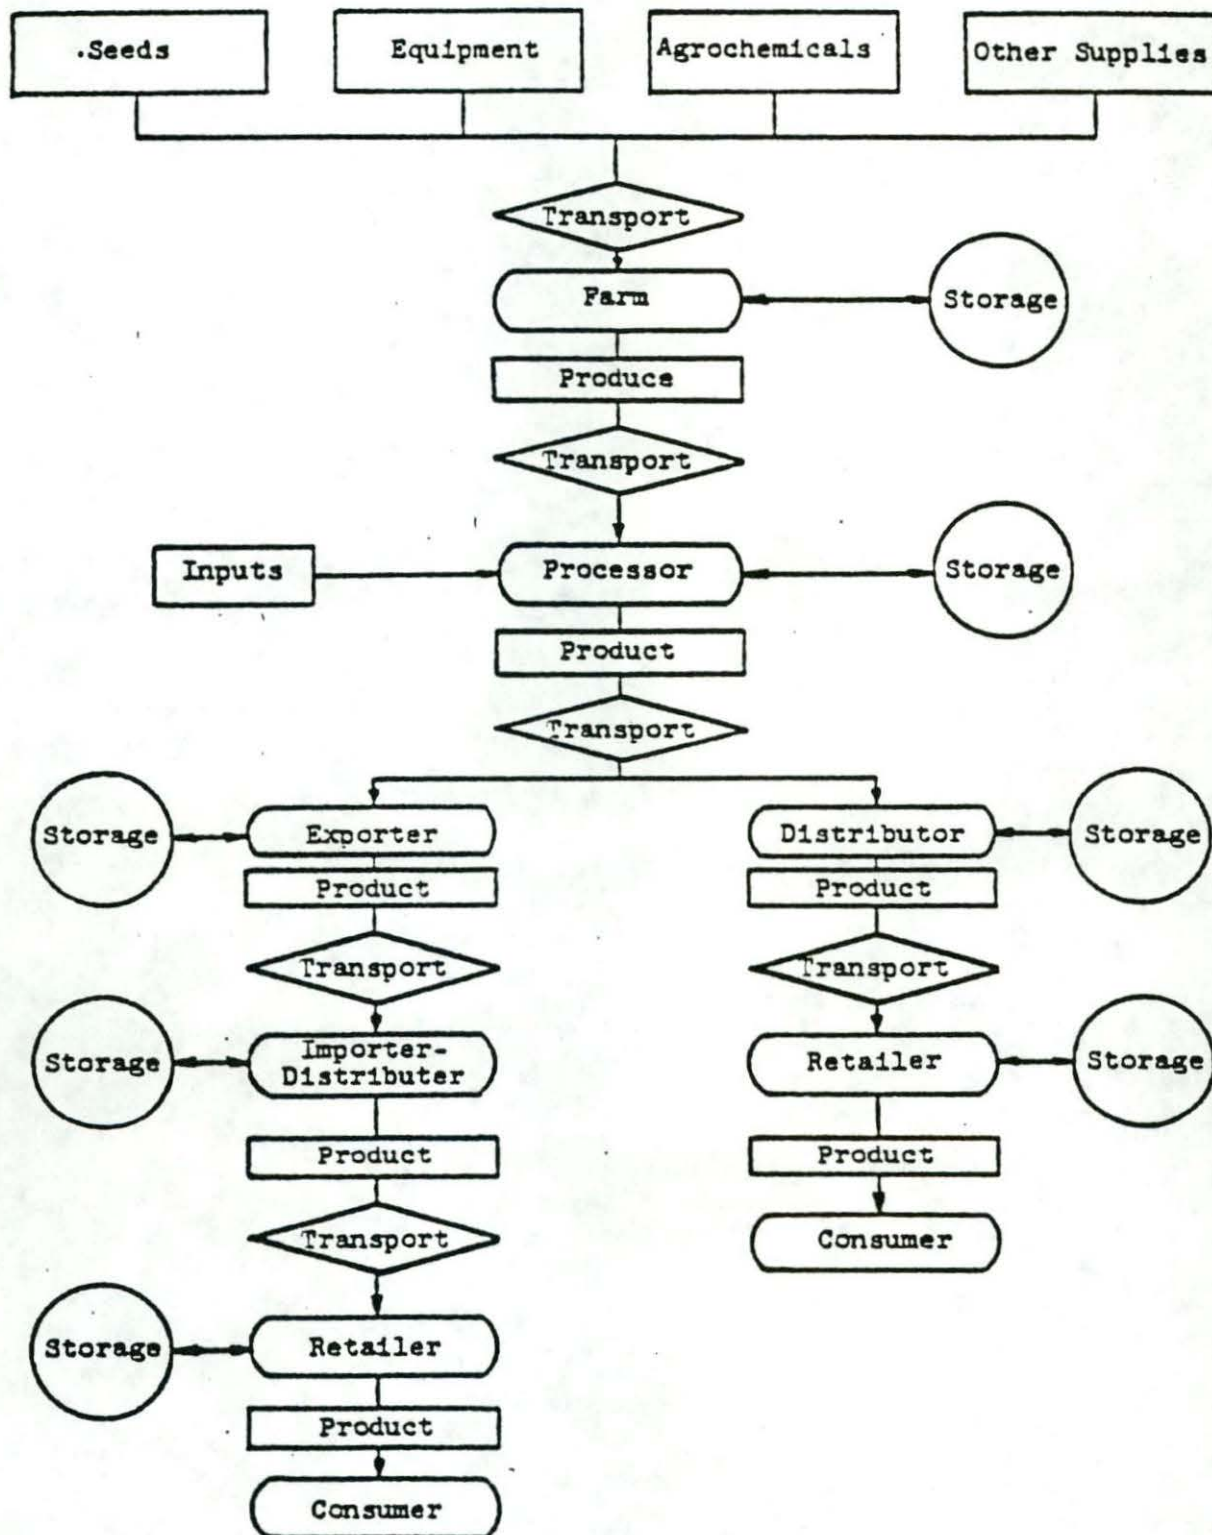 .Seeds
Equipment
Agrochemicals
Other Supplies
Transport
Farm
Storage
Produce
Transport
Inputs
Processor
Storage
Product
Transport
Storage
Exporter
Distributor
Storage
Product
Product
Transport
Transport
Storage
Importer-
Distributer
Retailer
Storage
Product
Product
Transport
Consumer
Storage
Retailer
Product
Consumer